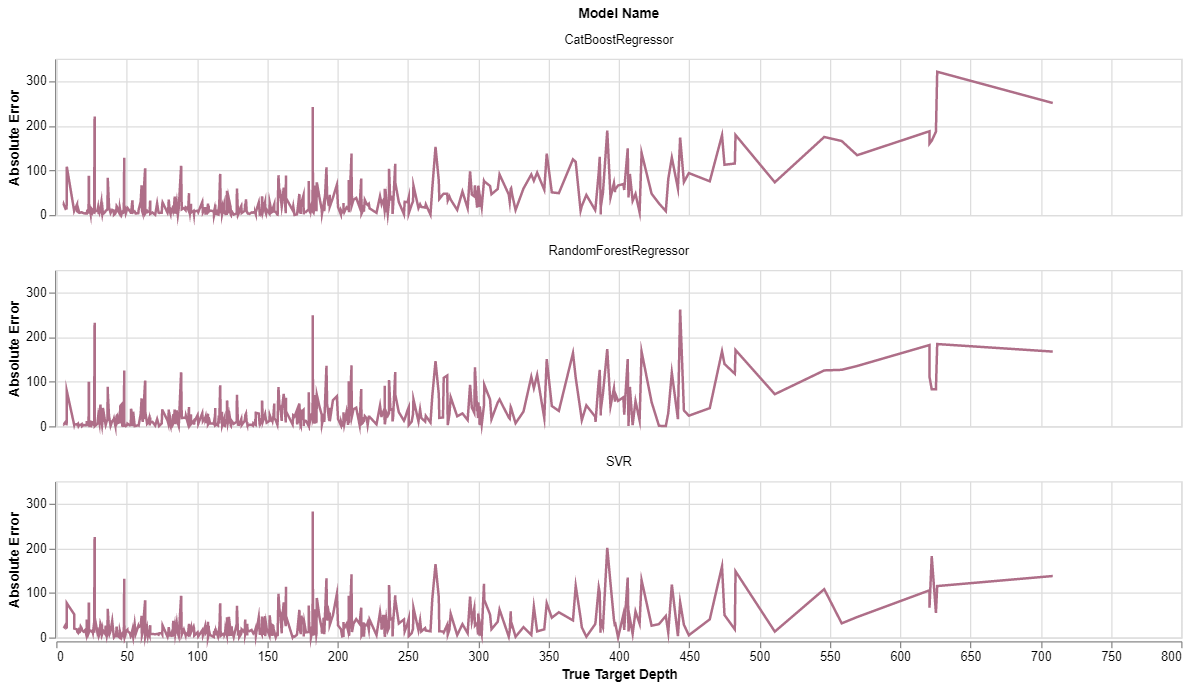 Model Name
CatBoostRegressor
Absolute Error
300
200
100
0
RandomForestRegressor
Absolute Error
300
200
100
0
SVR
Absolute Error
300
200
100
0
0 50 100 150 200 250 300 350 400 450 500 550 600 650 700 750 800
True Target Depth